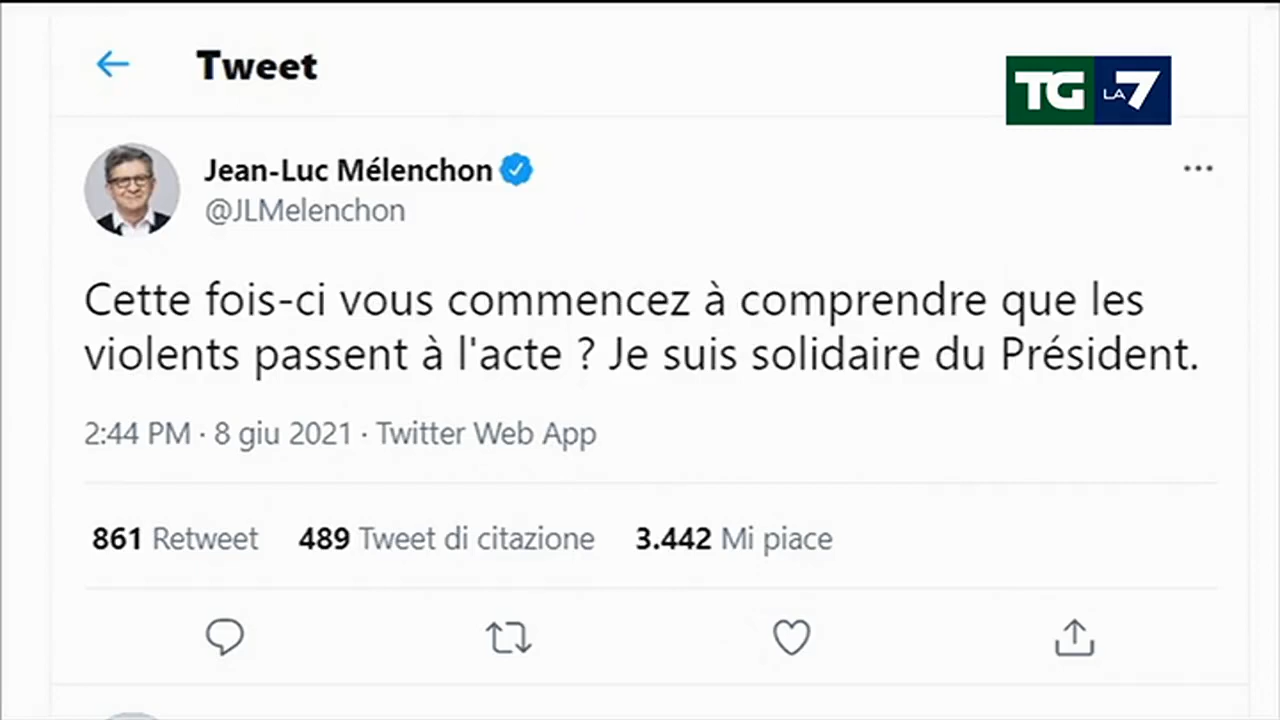 Tweet
TG LA 7
Jean-Luc Mélenchon
@JLMelenchon
Cette fois-ci vous commencez à comprendre que les
violents passent à l'acte ? Je suis solidaire du Président.
2:44 PM · 8 giu 2021 · Twitter Web App
861 Retweet 489 Tweet di citazione 3.442 Mi piace